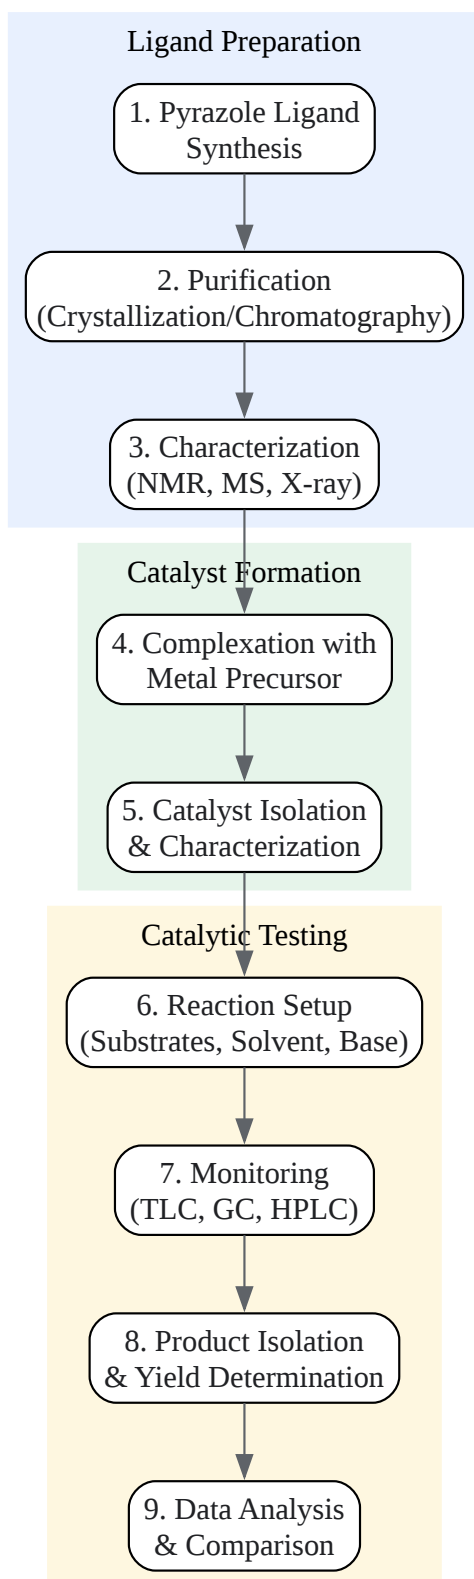 Ligand Preparation
1. Pyrazole Ligand
Synthesis
2. Purification
(Crystallization/Chromatography)
3. Characterization
(NMR, MS, X-ray)
Catalyst Formation
4. Complexation with
Metal Precursor
5. Catalyst Isolation
& Characterization
Catalytic Testing
6. Reaction Setup
(Substrates, Solvent, Base)
7. Monitoring
(TLC, GC, HPLC)
8. Product Isolation
& Yield Determination
9. Data Analysis
& Comparison